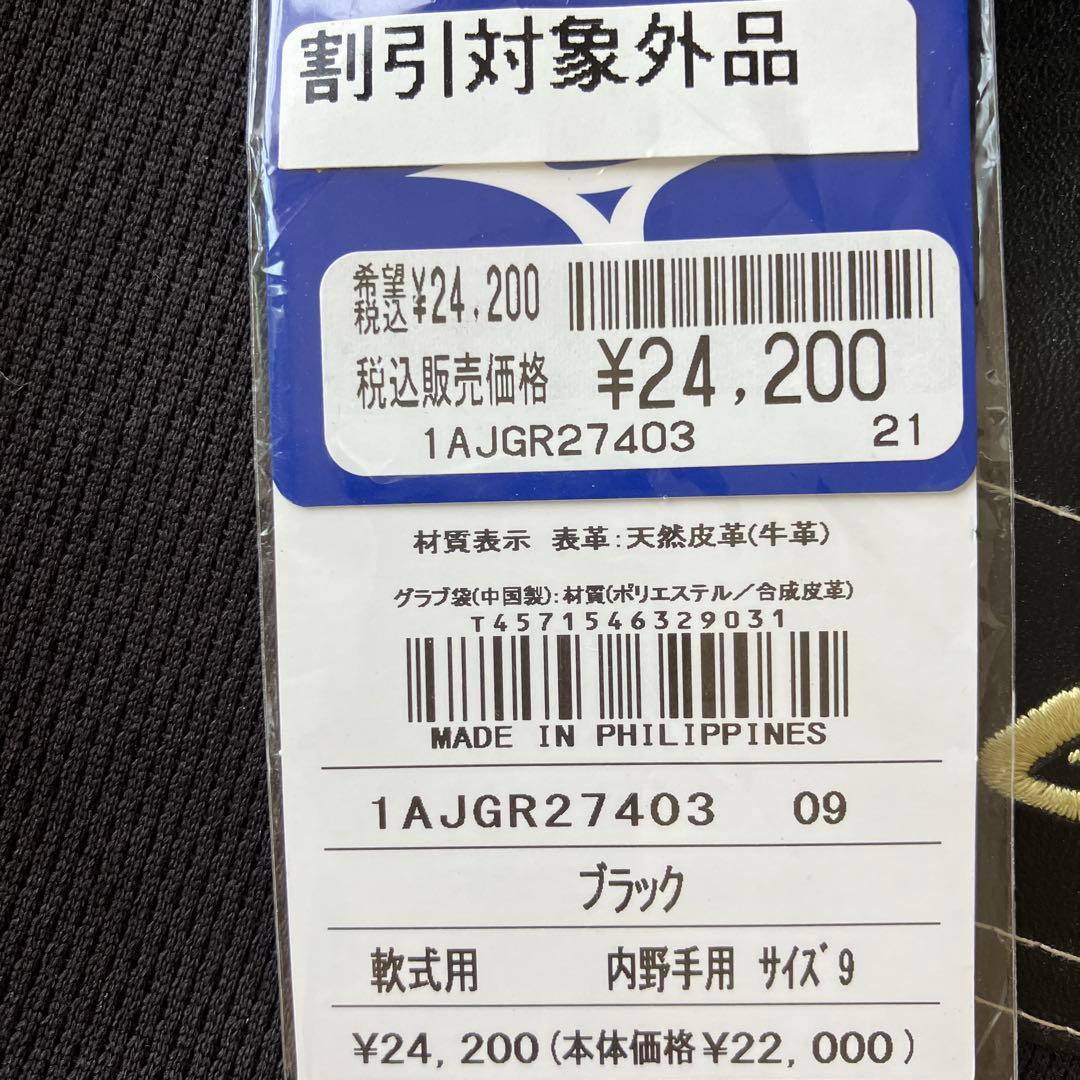 割引対象外品
希望税込¥24,200
税込販売価格 ¥24,200
1AJGR27403 21
材質表示 表革:天然皮革(牛革)
グラブ袋(中国製):材質(ポリエステル/合成皮革)
T4571546329031
MADE IN PHILIPPINES
1AJGR27403 09
ブラック
軟式用 内野手用 サイズ9
¥24,200(本体価格¥22,000)